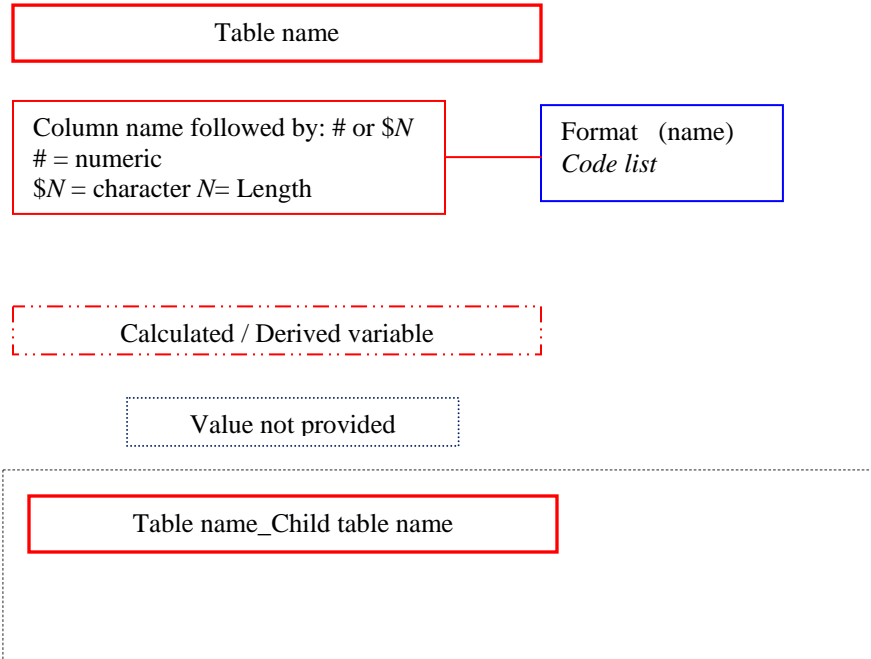 Table name
Column name followed by: # or $N
# = numeric
$N = character N= Length
Format (name)
Code list
Calculated / Derived variable
Value not provided
Table name_Child table name